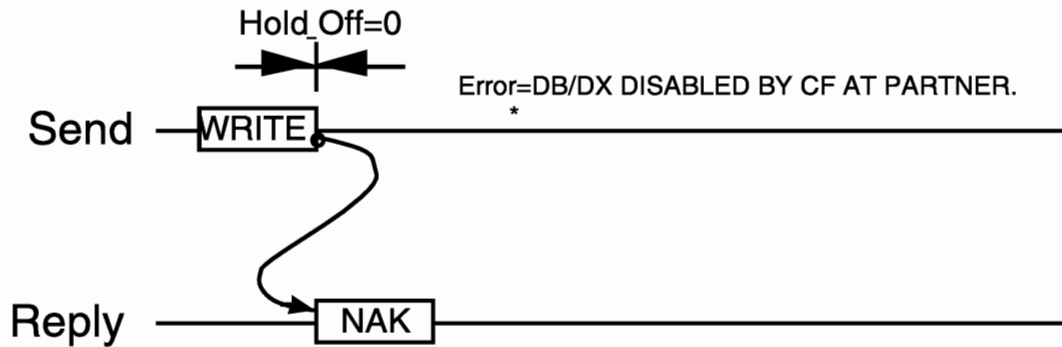 Hold_Off=0
Error=DB/DX DISABLED BY CF AT PARTNER.
*
Send WRITE
Reply NAK